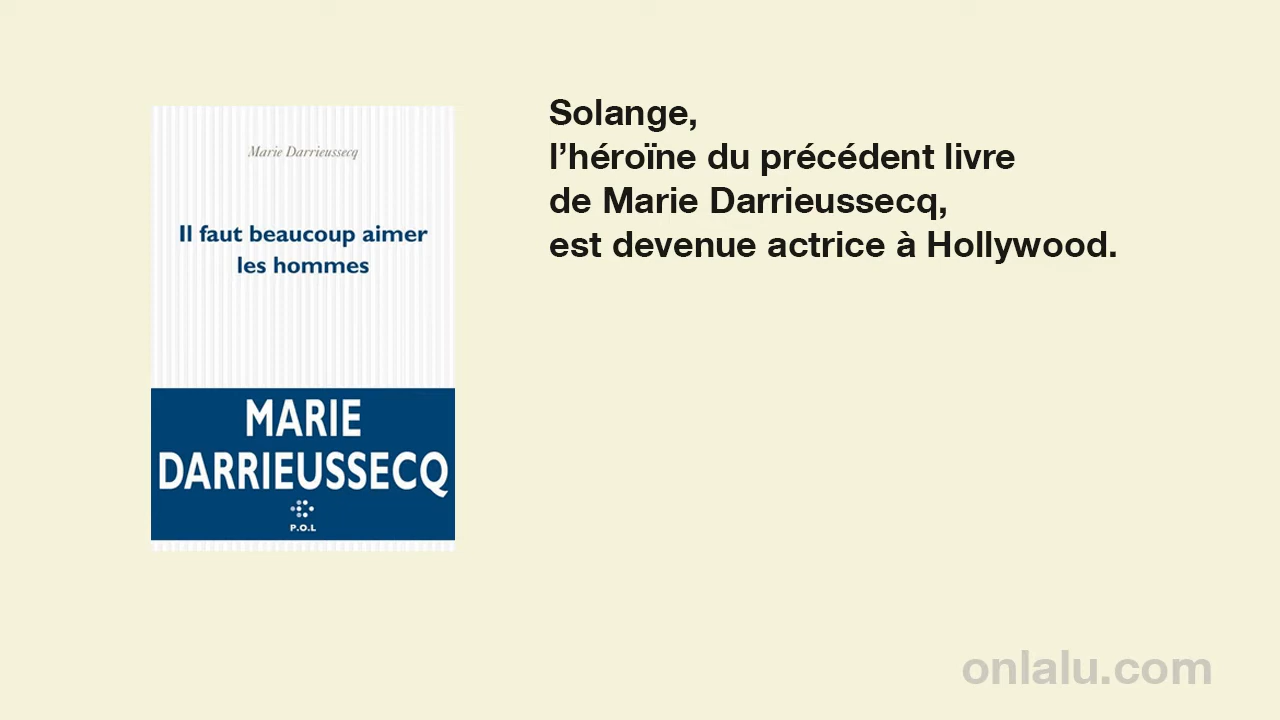 Marie Darrieussecq
Il faut beaucoup aimer
les hommes
MARIE
DARRIEUSSECQ
P.O.L
Solange,
l’héroïne du précédent livre
de Marie Darrieussecq,
est devenue actrice à Hollywood.
onlalu.com